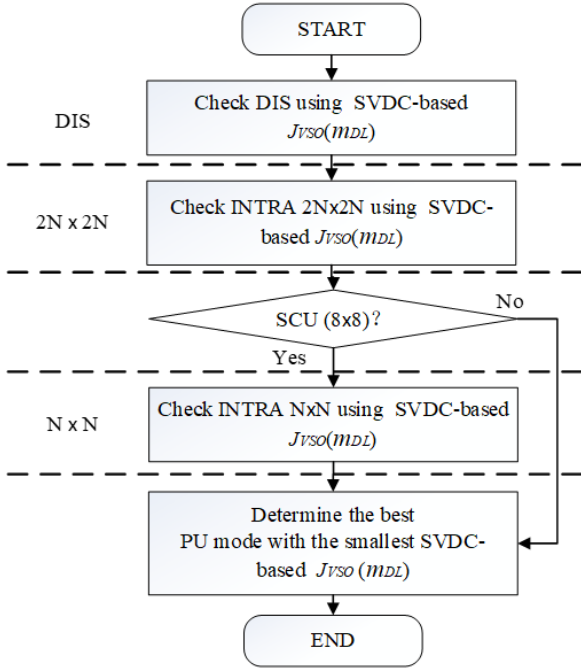 START
DIS
Check DIS using SVDC-based
JVSO(mDL)
2N x 2N
Check INTRA 2Nx2N using SVDC-
based JVSO(mDL)
No
SCU (8x8)?
Yes
N x N
Check INTRA NxN using SVDC-based
JVSO(mDL)
Determine the best
PU mode with the smallest SVDC-
based JVSO (mDL)
END